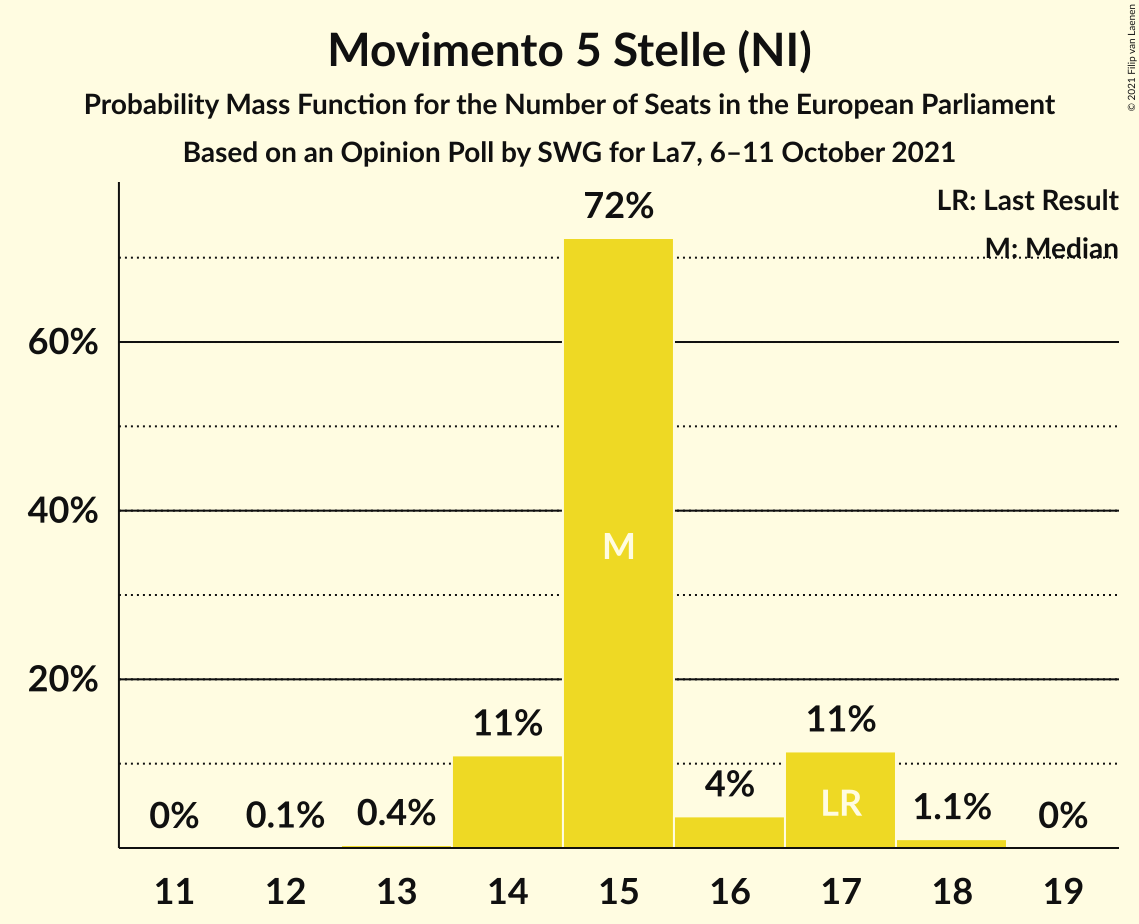 Movimento 5 Stelle (NI)
Probability Mass Function for the Number of Seats in the European Parliament
Based on an Opinion Poll by SWG for La7, 6–11 October 2021
© 2021 Filip van Laenen
LR: Last Result
M: Median
72%
60%
40%
M
20%
11%
11%
4%
LR
0%
0.1%
0.4%
1.1%
0%
11
12
13
14
15
16
17
18
19